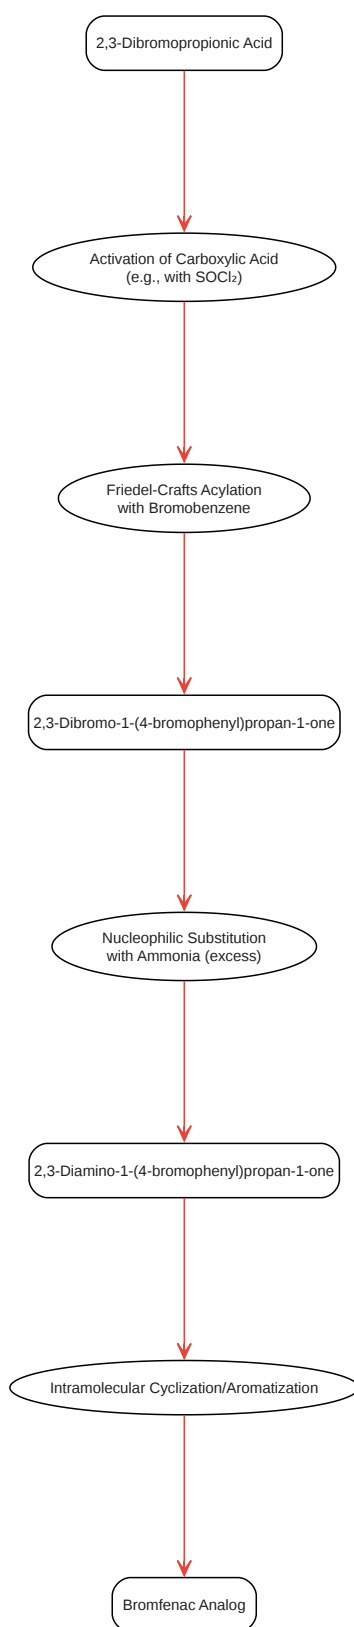 2,3-Dibromopropionic Acid
Activation of Carboxylic Acid
(e.g., with SOCl₂)
Friedel-Crafts Acylation
with Bromobenzene
2,3-Dibromo-1-(4-bromophenyl)propan-1-one
Nucleophilic Substitution
with Ammonia (excess)
2,3-Diamino-1-(4-bromophenyl)propan-1-one
Intramolecular Cyclization/Aromatization
Bromfenac Analog